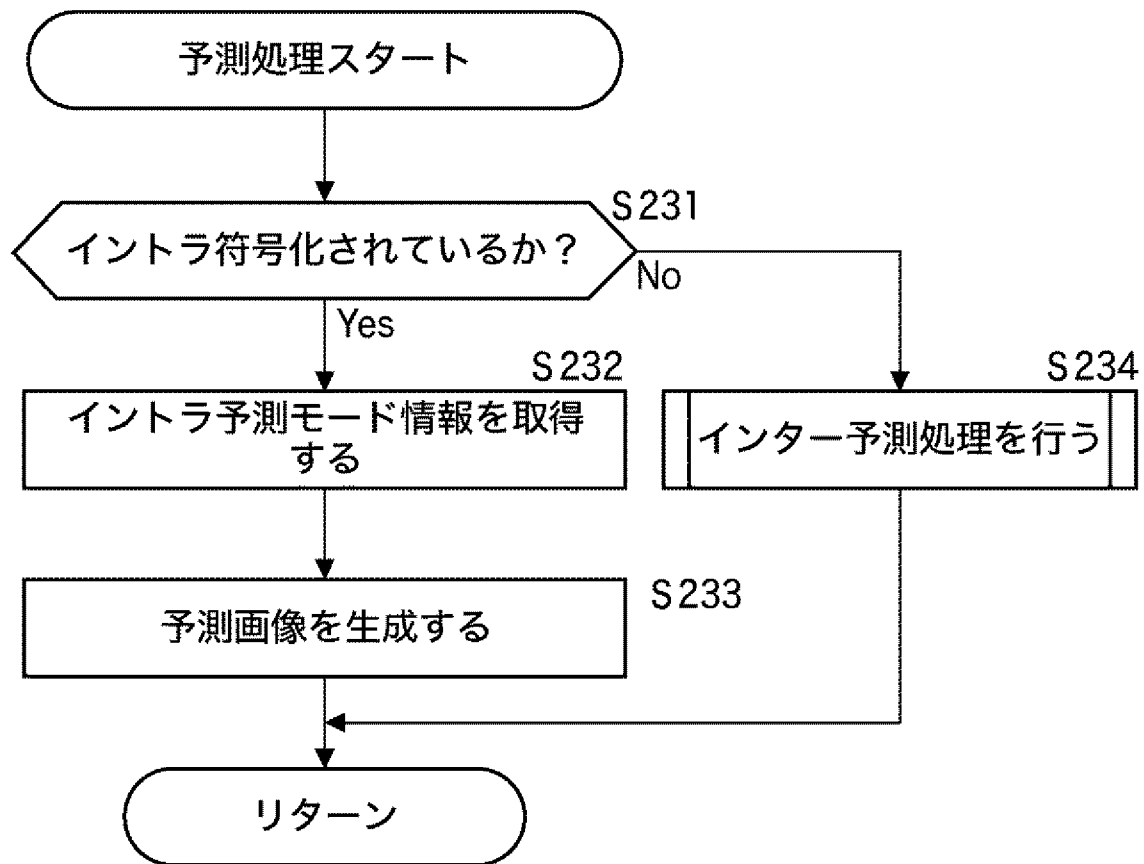 予測処理スタート
S231
イントラ符号化されているか？
No
Yes
S232
イントラ予測モード情報を取得
する
S234
インター予測処理を行う
S233
予測画像を生成する
リターン